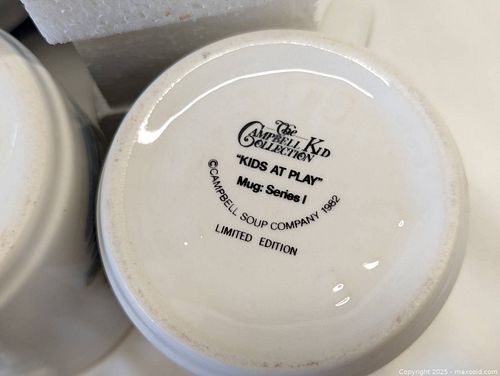 The
CAMPBELL KID
COLLECTION
"KIDS AT PLAY"
Mug: Series I
©CAMPBELL SOUP COMPANY 1982
LIMITED EDITION
Copyright 2025 - maxsold.com